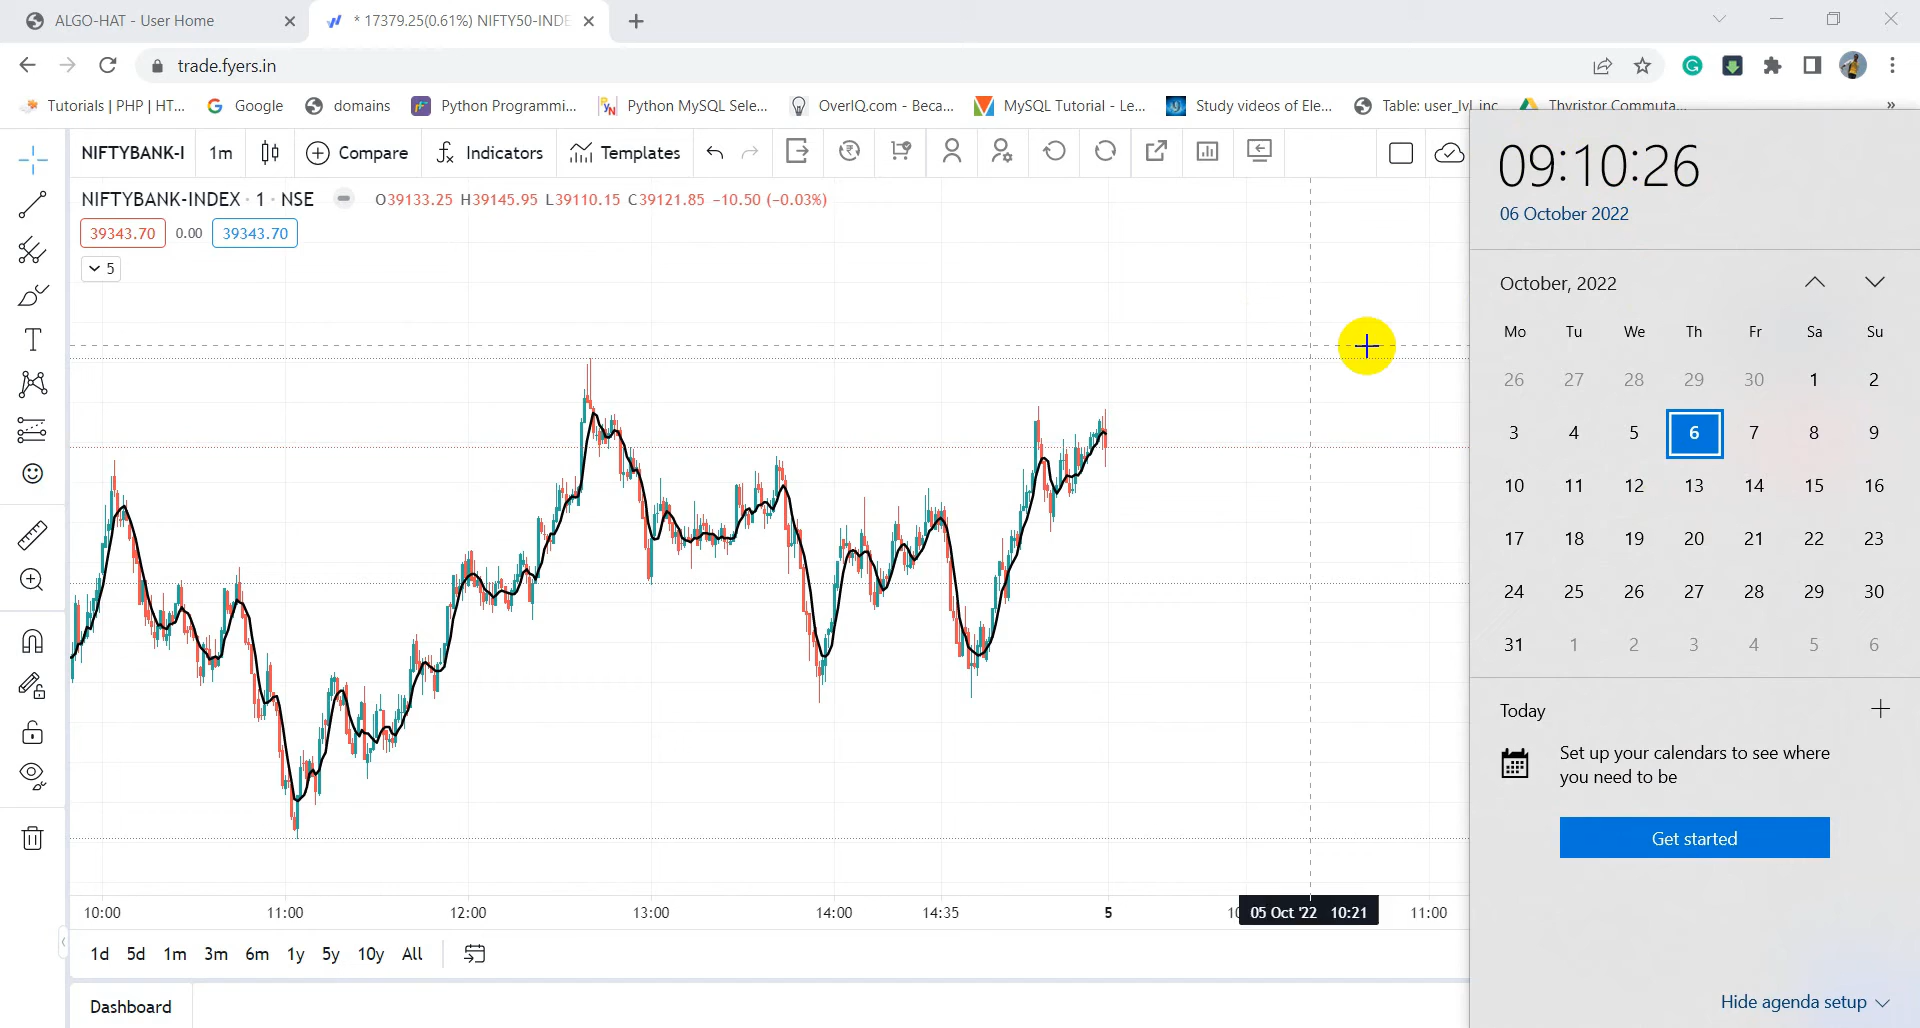 ALGO-HAT - User Home
* 17379.25(0.61%) NIFTY50-INDE
trade.fyers.in
Tutorials | PHP | HT...
Google
domains
Python Programmi...
Python MySQL Sele...
OverIQ.com - Beca...
MySQL Tutorial - Le...
Study videos of Ele...
Table: user_lvl_inc
Thyristor Commuta...
NIFTYBANK-I
1m
Compare
Indicators
Templates
NIFTYBANK-INDEX · 1 · NSE
O39133.25 H39145.95 L39110.15 C39121.85 −10.50 (−0.03%)
39343.70 0.00 39343.70
5
10:00 11:00 12:00 13:00 14:00 14:35 5 05 Oct '22 10:21 11:00
1d 5d 1m 3m 6m 1y 5y 10y All
Dashboard
09:10:26
06 October 2022
October, 2022
Mo Tu We Th Fr Sa Su
26 27 28 29 30 1 2
3 4 5 6 7 8 9
10 11 12 13 14 15 16
17 18 19 20 21 22 23
24 25 26 27 28 29 30
31 1 2 3 4 5 6
Today
Set up your calendars to see where
you need to be
Get started
Hide agenda setup